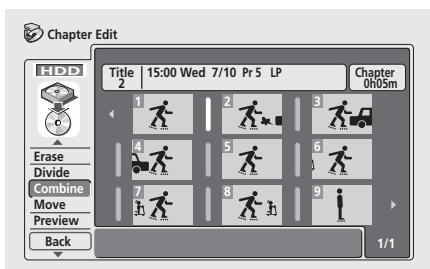 Chapter Edit
HDD
Title 2 15:00 Wed 7/10 Pr 5 LP
Chapter 0h05m
1 2 3
4 5 6
7 8 9
Erase
Divide
Combine
Move
Preview
Back
1/1